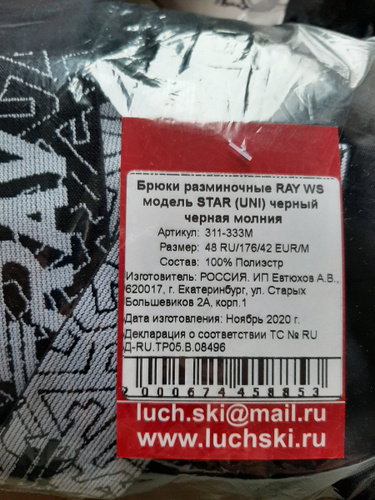 RAY
Брюки разминочные RAY WS
модель STAR (UNI) черный
черная молния
Артикул: 311-333M
Размер: 48 RU/176/42 EUR/M
Состав: 100% Полиэстр
Изготовитель: РОССИЯ. ИП Евтюхов А.В.,
620017, г. Екатеринбург, ул. Старых
Большевиков 2А, корп.1
Дата изготовления: Ноябрь 2020 г.
Декларация о соответствии ТС № RU
Д-RU.ТР05.В.08496
2000674458853
luch.ski@mail.ru
www.luchski.ru